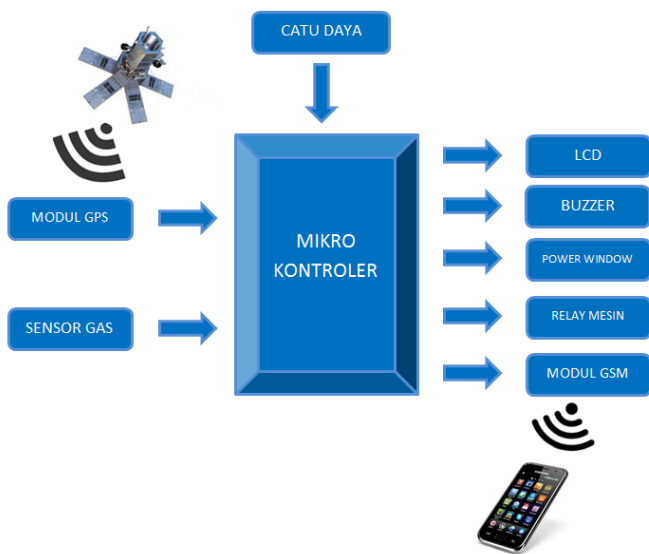 CATU DAYA
MODUL GPS
SENSOR GAS
MIKRO
KONTROLER
LCD
BUZZER
POWER WINDOW
RELAY MESIN
MODUL GSM